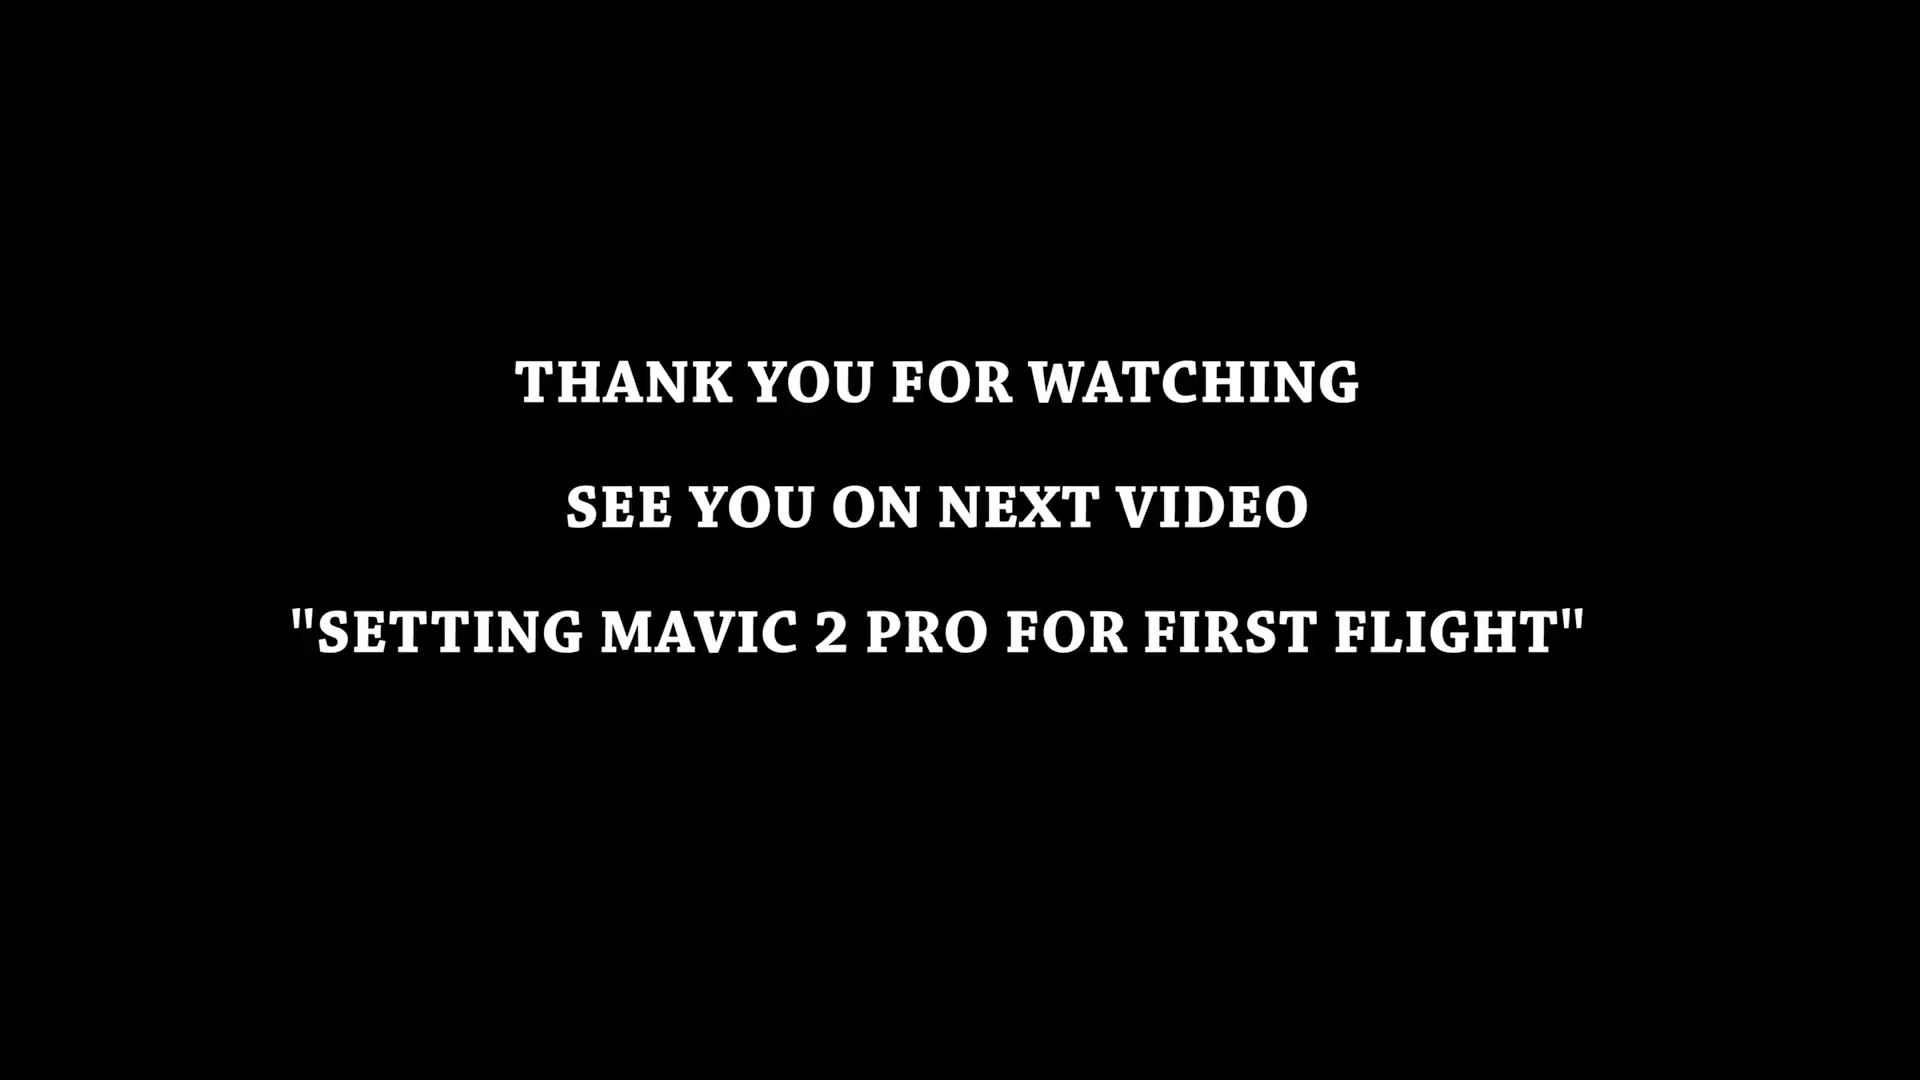 THANK YOU FOR WATCHING
SEE YOU ON NEXT VIDEO
"SETTING MAVIC 2 PRO FOR FIRST FLIGHT"